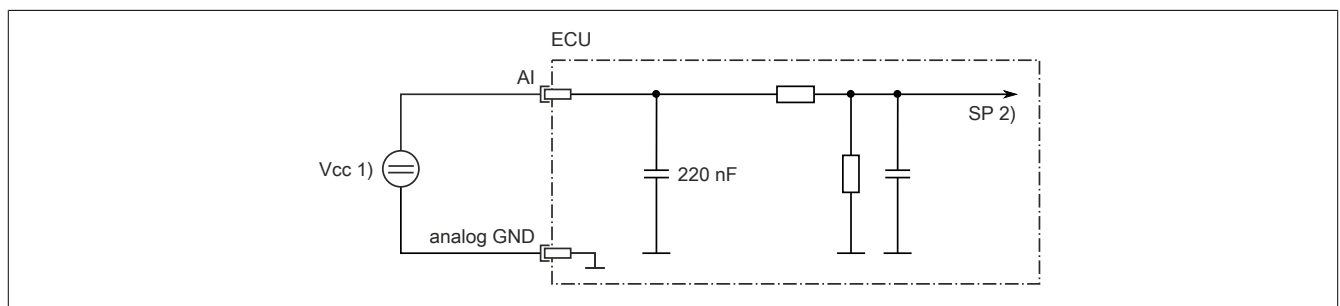 ECU
AI
SP 2)
Vcc 1)
220 nF
analog GND